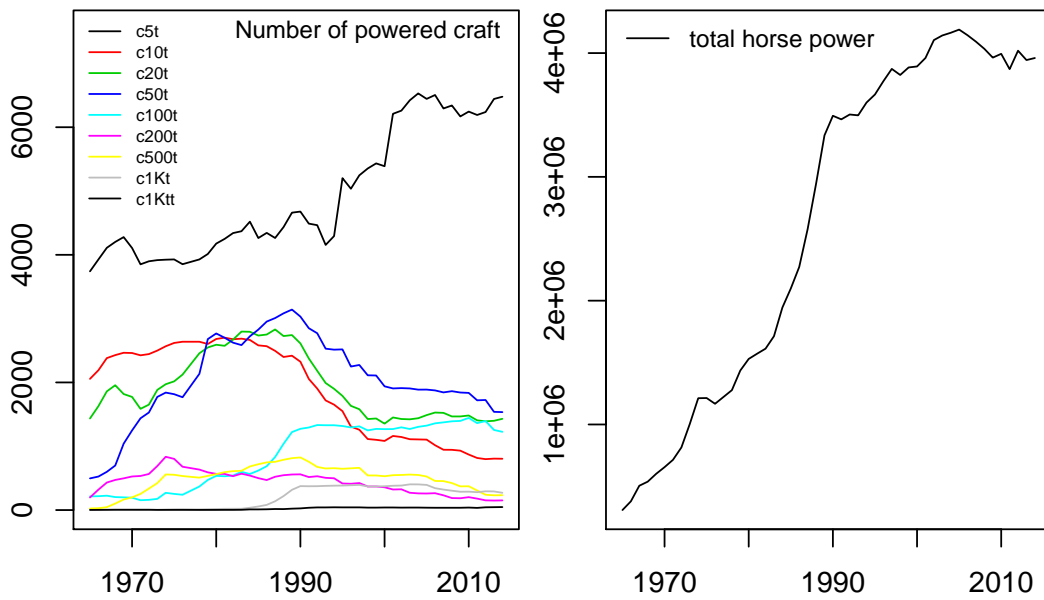 Number of powered craft
c5t
c10t
c20t
c50t
c100t
c200t
c500t
c1Kt
c1Ktt
0
2000
4000
6000
1970
1990
2010
total horse power
1e+06
2e+06
3e+06
4e+06
1970
1990
2010